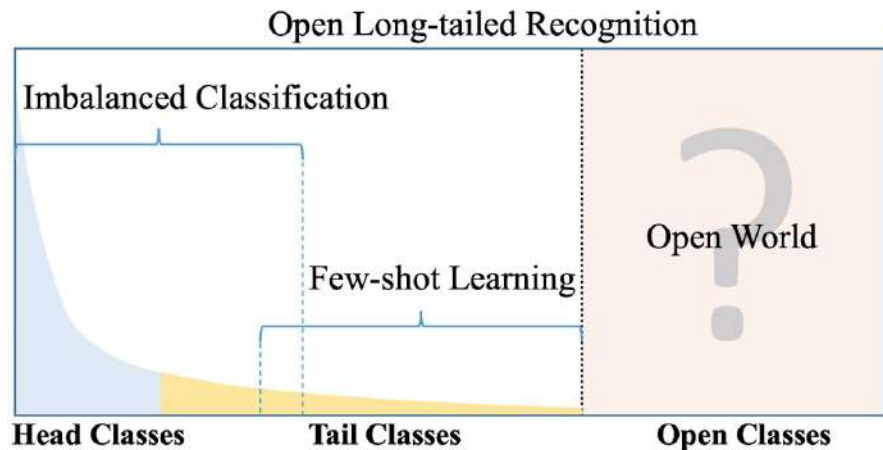 Open Long-tailed Recognition
Imbalanced Classification
Few-shot Learning
?
Open World
Head Classes
Tail Classes
Open Classes